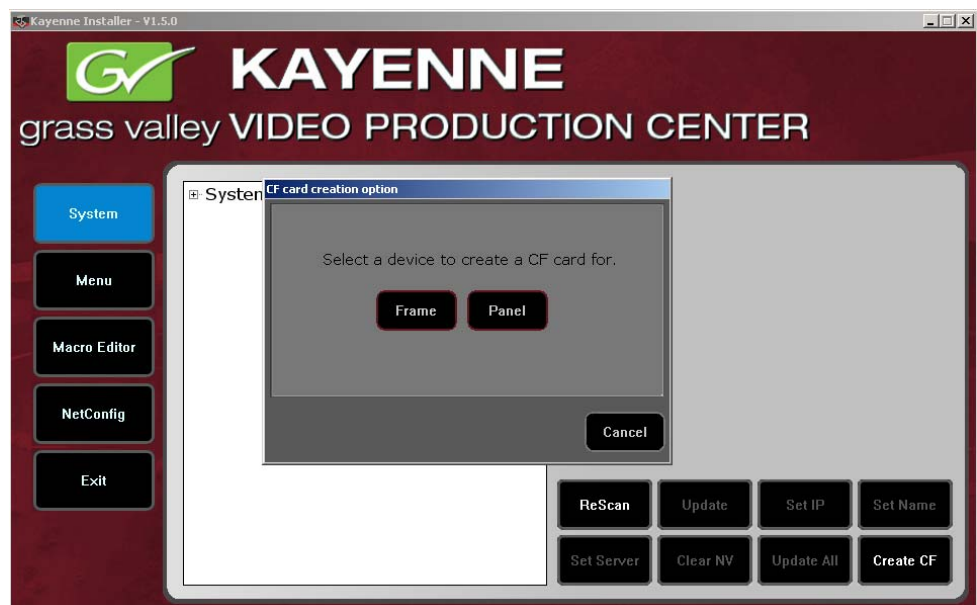 Kayenne Installer - V1.5.0
GV KAYENNE
grass valley VIDEO PRODUCTION CENTER
System
Menu
Macro Editor
NetConfig
Exit
System
CF card creation option
Select a device to create a CF card for.
Frame Panel
Cancel
ReScan Update Set IP Set Name
Set Server Clear NV Update All Create CF